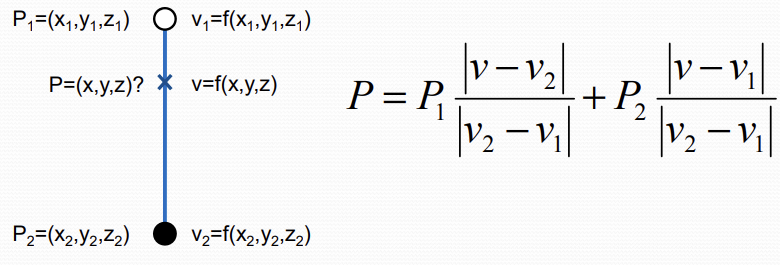 P₁=(x₁,y₁,z₁) v₁=f(x₁,y₁,z₁)
P=(x,y,z)? v=f(x,y,z)
P = P₁ |v − v₂| / |v₂ − v₁| + P₂ |v − v₁| / |v₂ − v₁|
P₂=(x₂,y₂,z₂) v₂=f(x₂,y₂,z₂)